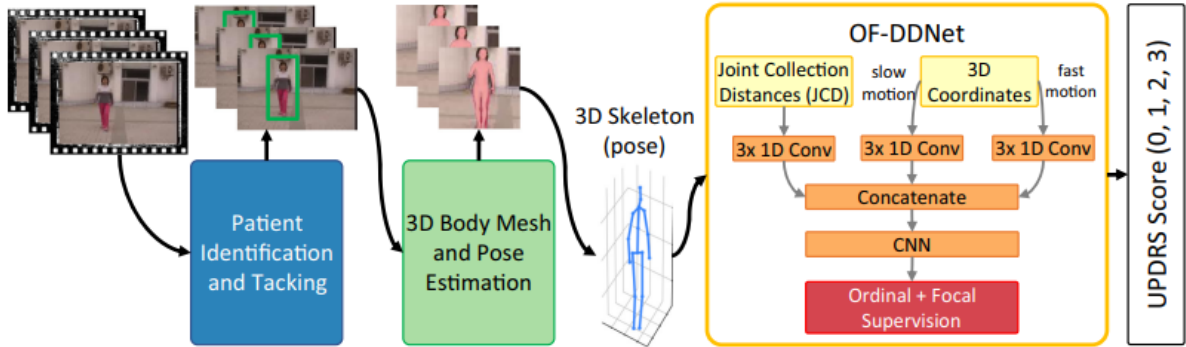 Patient
Identification
and Tacking
3D Body Mesh
and Pose
Estimation
3D Skeleton
(pose)
OF-DDNet
Joint Collection
Distances (JCD)
slow
motion
3D
Coordinates
fast
motion
3x 1D Conv
3x 1D Conv
3x 1D Conv
Concatenate
CNN
Ordinal + Focal
Supervision
UPDRS Score (0, 1, 2, 3)